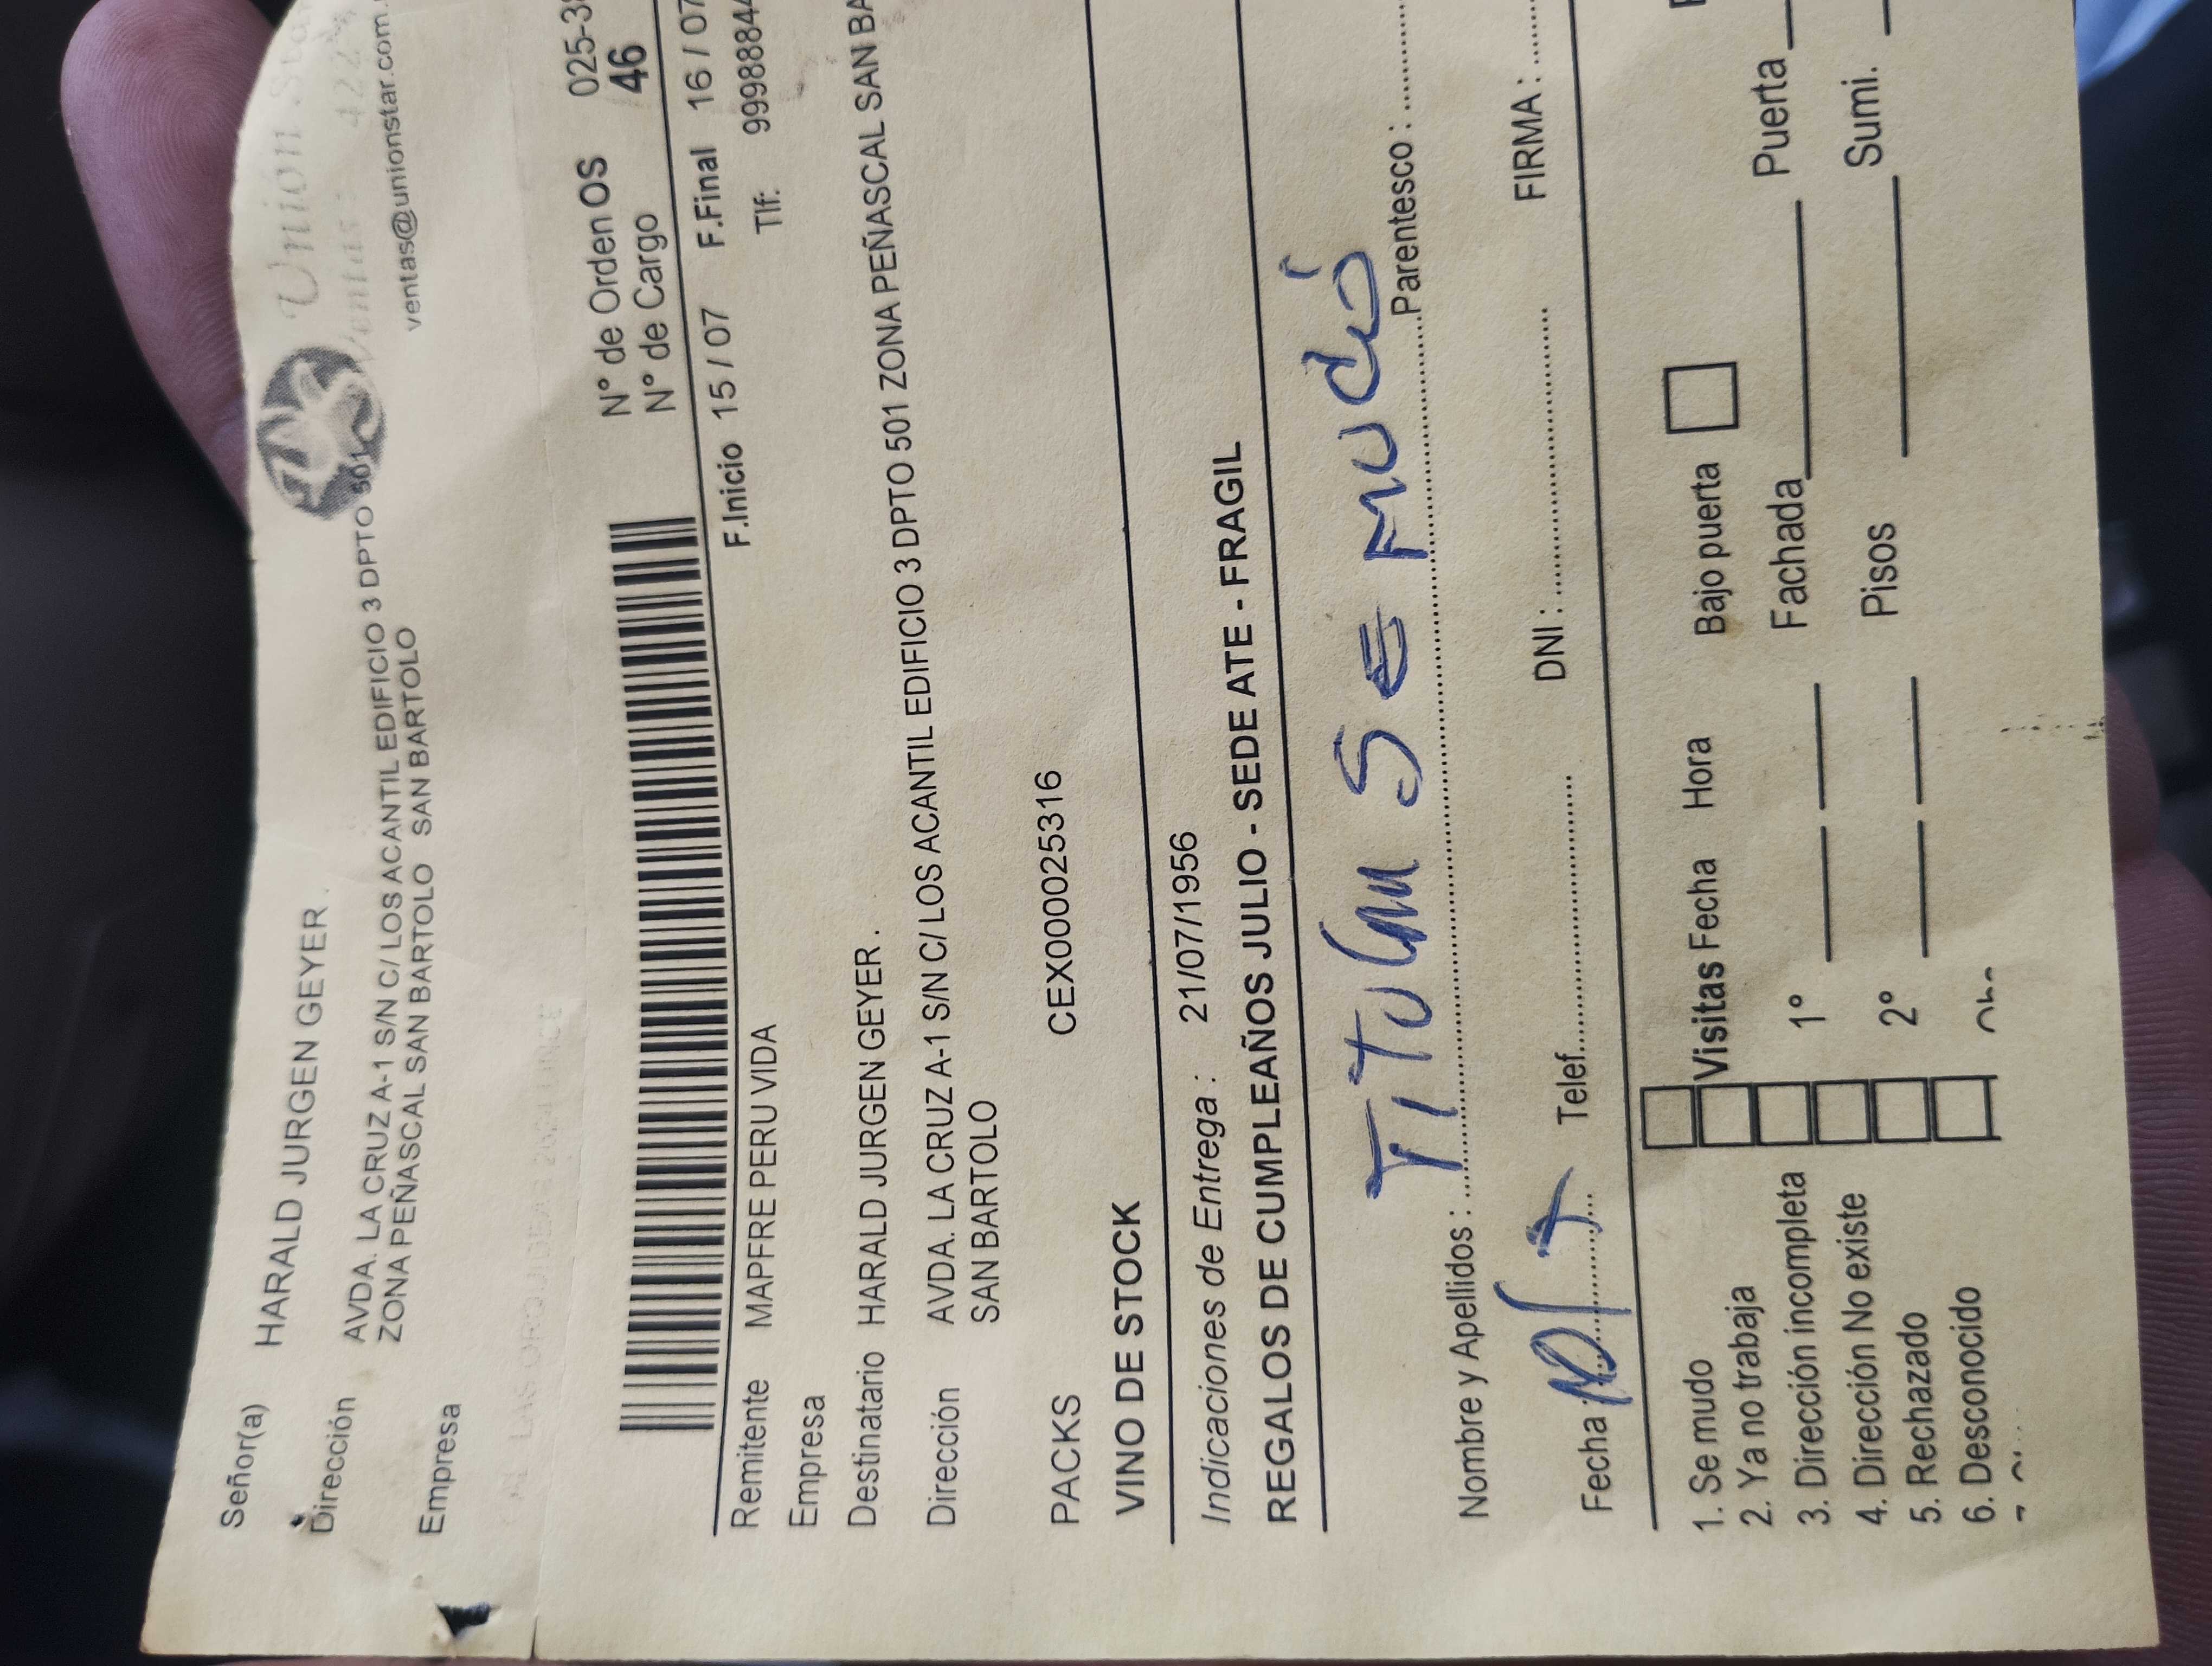 Union
ventas@unionstar.com.
Señor(a) HARALD JURGEN GEYER .
Dirección AVDA. LA CRUZ A-1 S/N C/ LOS ACANTIL EDIFICIO 3 DPTO 501
ZONA PEÑASCAL SAN BARTOLO SAN BARTOLO
Empresa
N° de Orden OS 025-3
N° de Cargo 46
F.Inicio 15 / 07 F.Final 16 / 07
Remitente MAPFRE PERU VIDA Tlf: 99988844
Empresa
Destinatario HARALD JURGEN GEYER .
Dirección AVDA. LA CRUZ A-1 S/N C/ LOS ACANTIL EDIFICIO 3 DPTO 501 ZONA PEÑASCAL SAN BA
SAN BARTOLO
PACKS CEX0000025316
VINO DE STOCK
Indicaciones de Entrega : 21/07/1956
REGALOS DE CUMPLEAÑOS JULIO - SEDE ATE - FRAGIL
Nombre y Apellidos : TITULAR SE MUDÓ Parentesco :
Fecha Telef. DNI : FIRMA :
1. Se mudo
2. Ya no trabaja Visitas Fecha Hora Bajo puerta
3. Dirección incompleta
4. Dirección No existe 1° Fachada Puerta
5. Rechazado 2° Pisos Sumi.
6. Desconocido